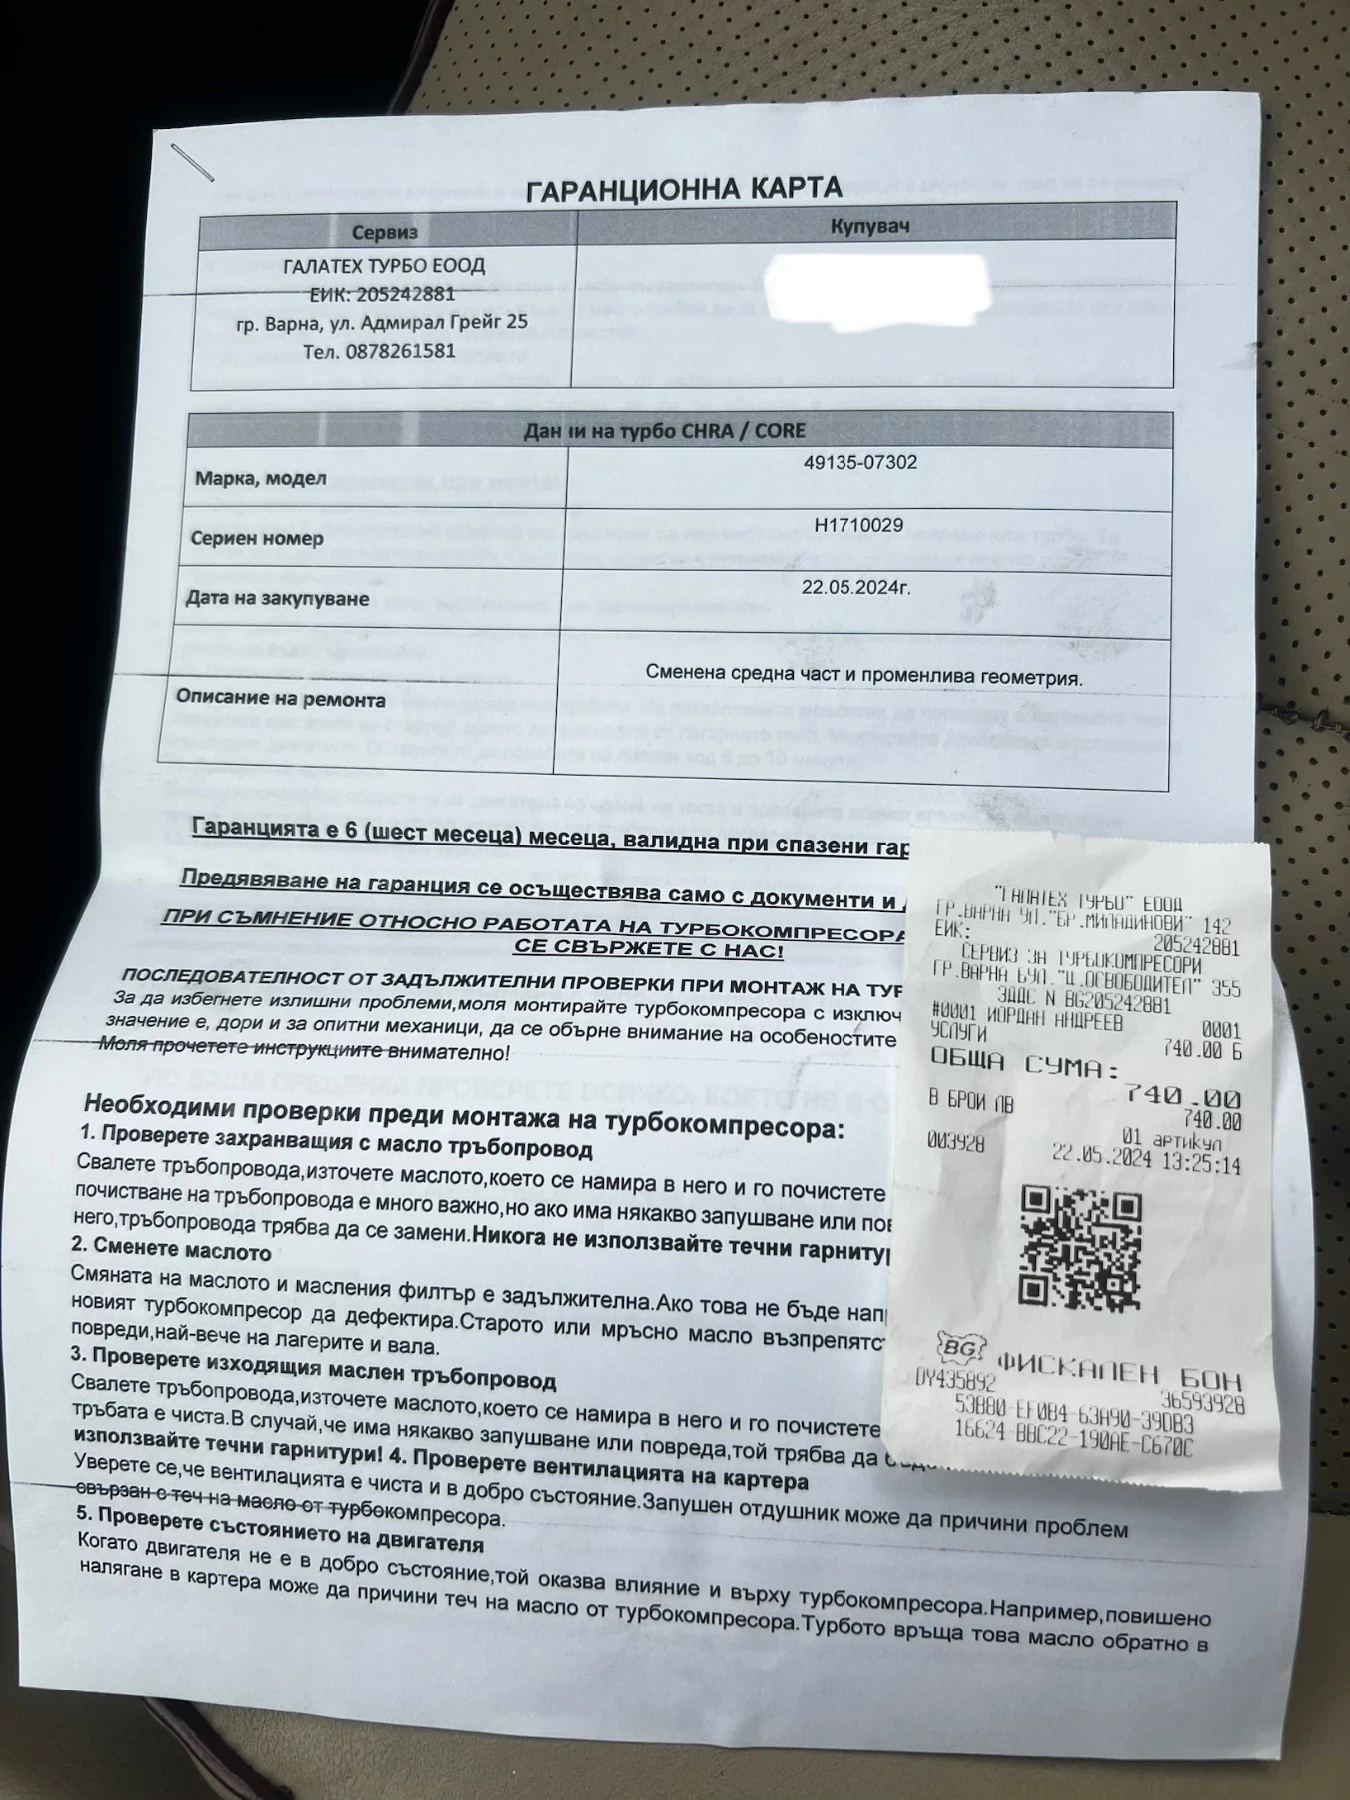 ГАРАНЦИОННА КАРТА
Сервиз
Купувач
ГАЛАТЕХ ТУРБО ЕООД
ЕИК: 205242881
гр. Варна, ул. Адмирал Грейг 25
Тел. 0878261581
Данни на турбо CHRA / CORE
Марка, модел
49135-07302
Сериен номер
H1710029
Дата на закупуване
22.05.2024г.
Описание на ремонта
Сменена средна част и променлива геометрия.
Гаранцията е 6 (шест месеца) месеца, валидна при спазени гар
Предявяване на гаранция се осъществява само с документи и
ПРИ СЪМНЕНИЕ ОТНОСНО РАБОТАТА НА ТУРБОКОМПРЕСОРА
СЕ СВЪРЖЕТЕ С НАС!
ПОСЛЕДОВАТЕЛНОСТ ОТ ЗАДЪЛЖИТЕЛНИ ПРОВЕРКИ ПРИ МОНТАЖ НА ТУР
За да избегнете излишни проблеми,моля монтирайте турбокомпресора с изключ
значение е, дори и за опитни механици, да се обърне внимание на особеностите
Моля прочетете инструкциите внимателно!
Необходими проверки преди монтажа на турбокомпресора:
1. Проверете захранващия с масло тръбопровод
Свалете тръбопровода,източете маслото,което се намира в него и го почистете
почистване на тръбопровода е много важно,но ако има някакво запушване или пов
него,тръбопровода трябва да се замени.Никога не използвайте течни гарнитур
2. Сменете маслото
Смяната на маслото и масления филтър е задължителна.Ако това не бъде нап
новият турбокомпресор да дефектира.Старото или мръсно масло възпрепятс
повреди,най-вече на лагерите и вала.
3. Проверете изходящия маслен тръбопровод
Свалете тръбопровода,източете маслото,което се намира в него и го почистете
тръбата е чиста.В случай,че има някакво запушване или повреда,той трябва да бъде
използвайте течни гарнитури! 4. Проверете вентилацията на картера
Уверете се,че вентилацията е чиста и в добро състояние.Запушен отдушник може да причини проблем
свързан с теч на масло от турбокомпресора.
5. Проверете състоянието на двигателя
Когато двигателя не е в добро състояние,той оказва влияние и върху турбокомпресора.Например,повишено
налягане в картера може да причини теч на масло от турбокомпресора.Турбото връща това масло обратно в
"ГАЛАТЕХ ТУРБО" ЕООД
ГР.ВАРНА УЛ."БР.МИЛАДИНОВИ" 142
ЕИК: 205242881
СЕРВИЗ ЗА ТУРБОКОМПРЕСОРИ
ГР.ВАРНА БУЛ."Ц.ОСВОБОДИТЕЛ" 355
ЗДДС N BG205242881
#0001 ЙОРДАН АНДРЕЕВ 0001
УСЛУГИ 740.00 Б
ОБЩА СУМА: 740.00
В БРОЙ ЛВ 740.00
01 артикул
003928 22.05.2024 13:25:14
BG
ФИСКАЛЕН БОН
DY435892 36593928
53880-EF0B4-63A90-39DB3
16624-BBC22-190AE-C670C